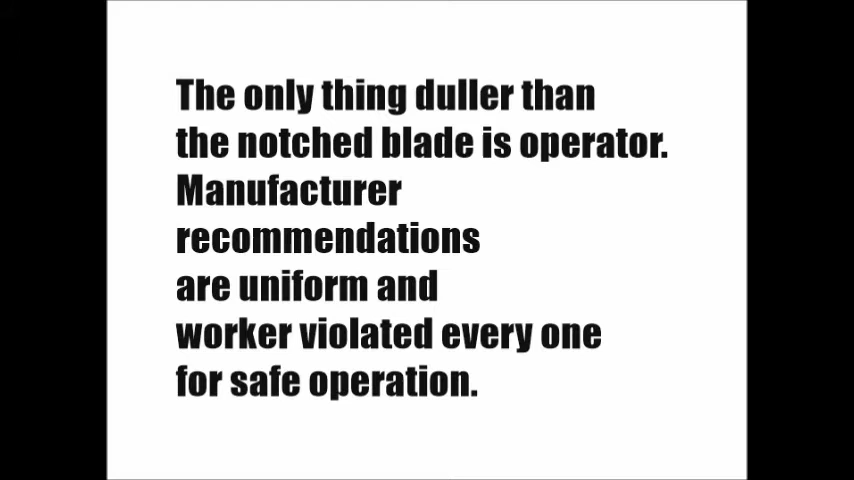 The only thing duller than
the notched blade is operator.
Manufacturer
recommendations
are uniform and
worker violated every one
for safe operation.